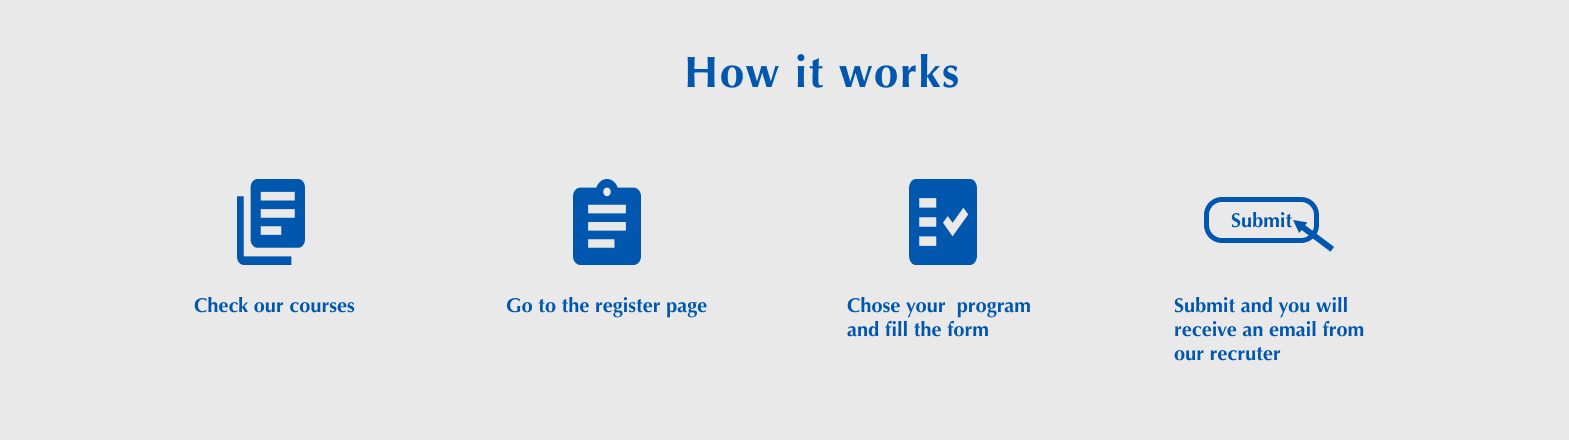 How it works
Submit
Check our courses
Go to the register page
Chose your  program
and fill the form
Submit and you will
receive an email from
our recruter